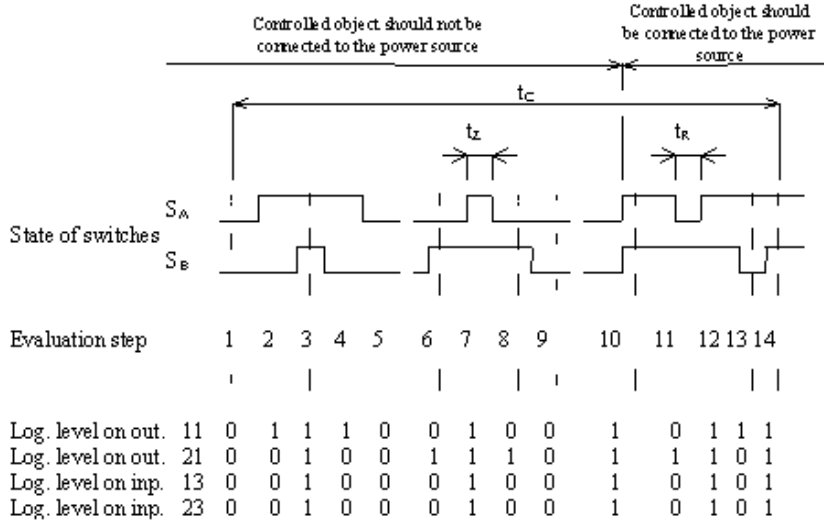 Controlled object should not be
connected to the power source
Controlled object should
be connected to the power
source
tC
tZ
tR
SA
State of switches
SB
Evaluation step 1 2 3 4 5 6 7 8 9 10 11 12 13 14
Log. level on out. 11 0 1 1 1 0 0 1 0 0 1 0 1 1 1
Log. level on out. 21 0 0 1 0 0 1 1 1 0 1 1 1 0 1
Log. level on inp. 13 0 0 1 0 0 0 1 0 0 1 0 1 0 1
Log. level on inp. 23 0 0 1 0 0 0 1 0 0 1 0 1 0 1